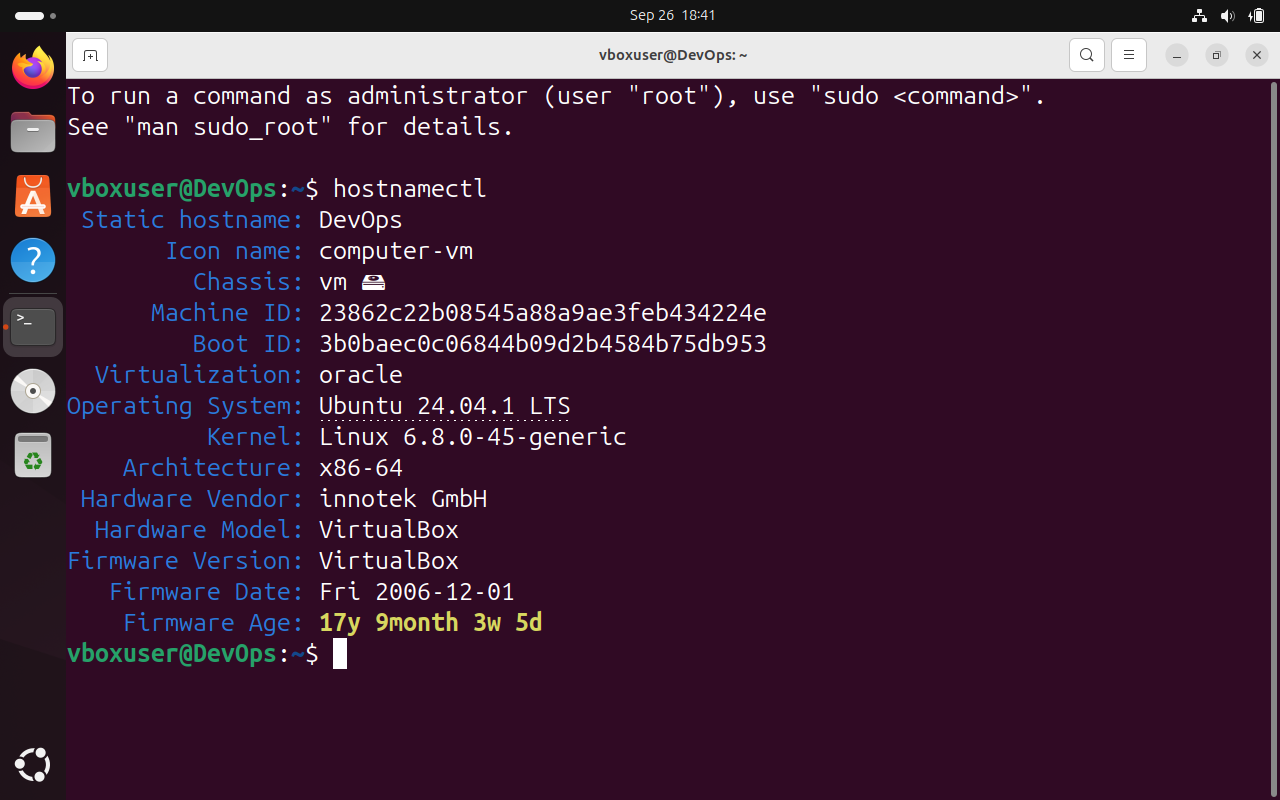 Sep 26 18:41
vboxuser@DevOps: ~
To run a command as administrator (user "root"), use "sudo <command>".
See "man sudo_root" for details.
vboxuser@DevOps:~$ hostnamectl
Static hostname: DevOps
Icon name: computer-vm
Chassis: vm 🖴
Machine ID: 23862c22b08545a88a9ae3feb434224e
Boot ID: 3b0baec0c06844b09d2b4584b75db953
Virtualization: oracle
Operating System: Ubuntu 24.04.1 LTS
Kernel: Linux 6.8.0-45-generic
Architecture: x86-64
Hardware Vendor: innotek GmbH
Hardware Model: VirtualBox
Firmware Version: VirtualBox
Firmware Date: Fri 2006-12-01
Firmware Age: 17y 9month 3w 5d
vboxuser@DevOps:~$